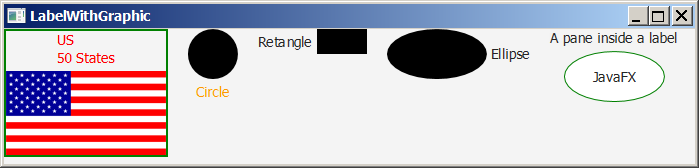 LabelWithGraphic
US
50 States
Circle
Retangle
Ellipse
A pane inside a label
JavaFX